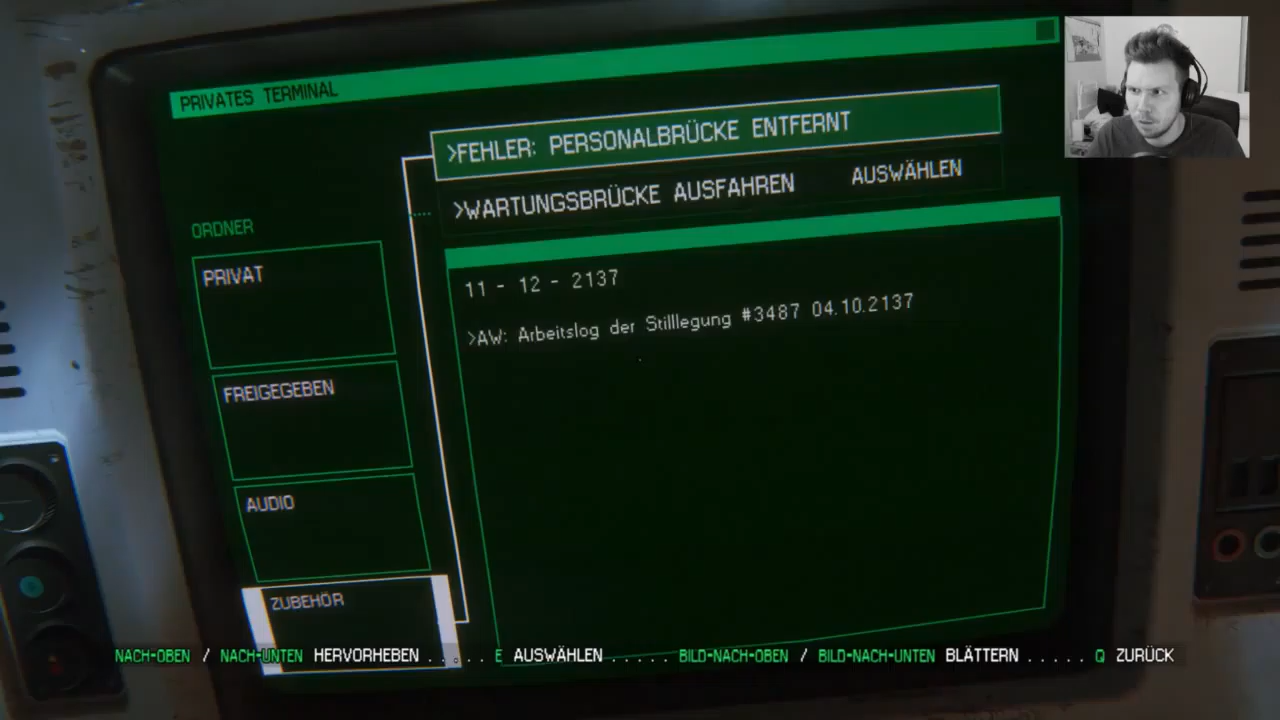 PRIVATES TERMINAL
>FEHLER: PERSONALBRÜCKE ENTFERNT
>WARTUNGSBRÜCKE AUSFAHREN AUSWÄHLEN
ORDNER
PRIVAT
FREIGEGEBEN
AUDIO
ZUBEHÖR
11 - 12 - 2137
>AW: Arbeitslog der Stilllegung #3487 04.10.2137
NACH-OBEN / NACH-UNTEN HERVORHEBEN ..... E AUSWÄHLEN ..... BILD-NACH-OBEN / BILD-NACH-UNTEN BLÄTTERN ..... Q ZURÜCK